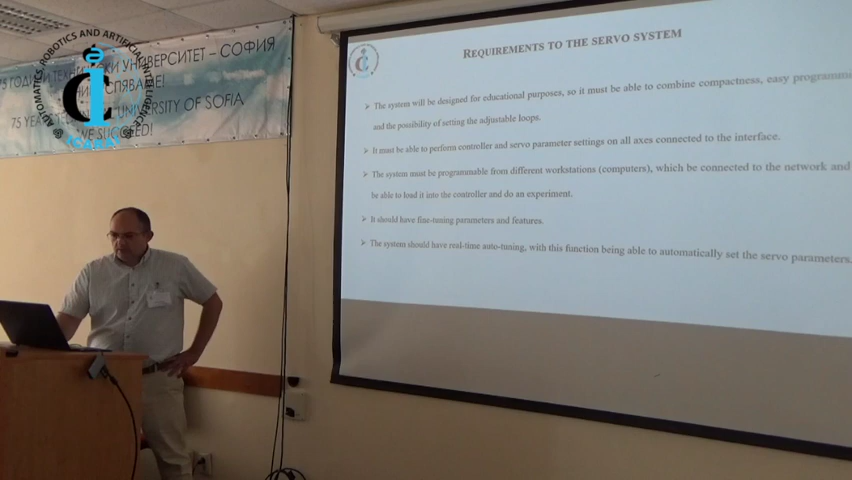 AUTOMATICS, ROBOTICS AND ARTIFICIAL INTELLIGENCE
75 ГОДИНИ ТЕХНИЧЕСКИ УНИВЕРСИТЕТ – СОФИЯ
75 YEARS TECHNICAL UNIVERSITY OF SOFIA
WE SUCCEED!
REQUIREMENTS TO THE SERVO SYSTEM
➤ The system will be designed for educational purposes, so it must be able to combine compactness, easy programmi
and the possibility of setting the adjustable loops.
➤ It must be able to perform controller and servo parameter settings on all axes connected to the interface.
➤ The system must be programmable from different workstations (computers), which be connected to the network and
be able to load it into the controller and do an experiment.
➤ It should have fine-tuning parameters and features.
➤ The system should have real-time auto-tuning, with this function being able to automatically set the servo parameters.